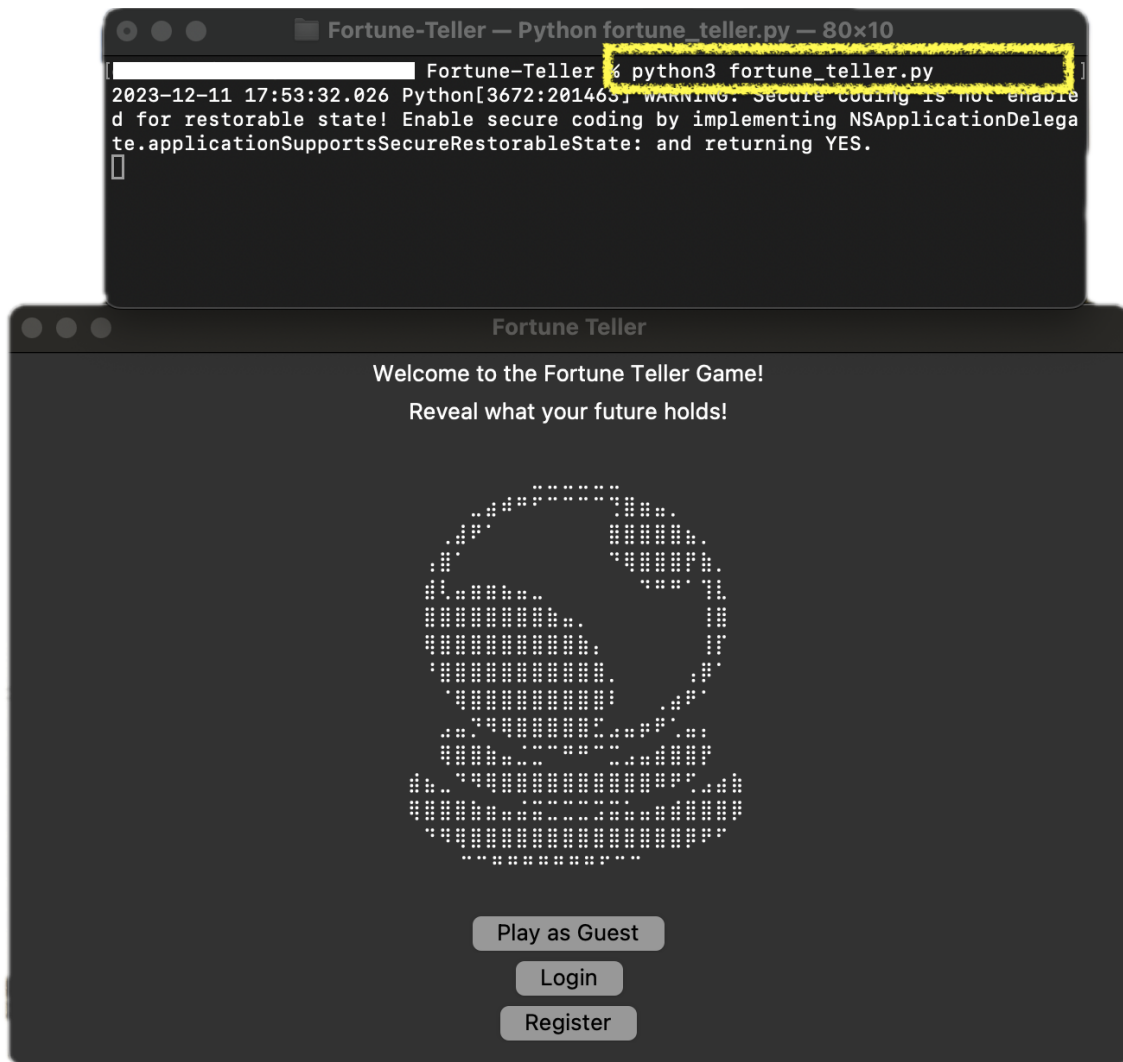 Fortune-Teller — Python fortune_teller.py — 80×10
[ Fortune-Teller % python3 fortune_teller.py ]
2023-12-11 17:53:32.026 Python[3672:201463] WARNING: Secure coding is not enable
d for restorable state! Enable secure coding by implementing NSApplicationDelega
te.applicationSupportsSecureRestorableState: and returning YES.
Fortune Teller
Welcome to the Fortune Teller Game!
Reveal what your future holds!
Play as Guest
Login
Register